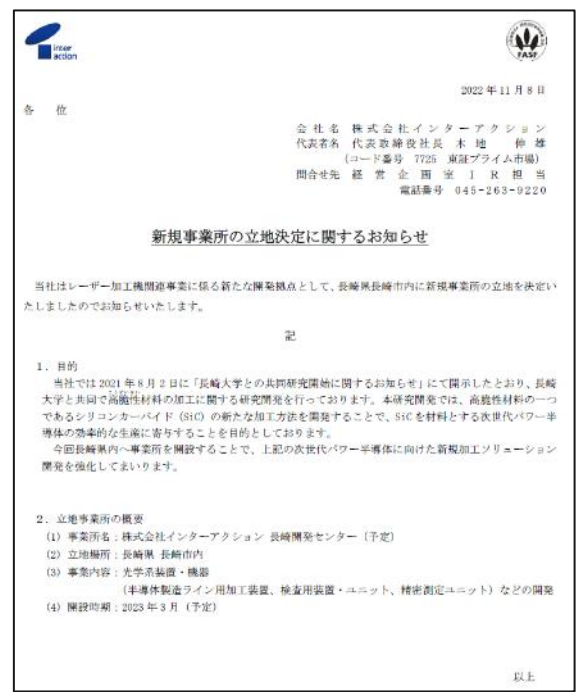 inter
action
FASF
2022年11月8日
各 位
会社名 株式会社インターアクション
代表者名 代表取締役社長 木地 伸雄
(コード番号 7725 東証プライム市場)
問合せ先 経営企画室IR担当
電話番号 045-263-9220
新規事業所の立地決定に関するお知らせ
当社はレーザー加工機関連事業に係る新たな開発拠点として、長崎県長崎市内に新規事業所の立地を決定い
たしましたのでお知らせいたします。
記
1.目的
当社では2021年8月2日に「長崎大学との共同研究開始に関するお知らせ」にて開示したとおり、長崎
大学と共同で高脆性材料の加工に関する研究開発を行っております。本研究開発では、高脆性材料の一つ
であるシリコンカーバイド(SiC)の新たな加工方法を開発することで、SiCを材料とする次世代パワー半
導体の効率的な生産に寄与することを目的としております。
今回長崎県内へ事業所を開設することで、上記の次世代パワー半導体に向けた新規加工ソリューション
開発を強化してまいります。
2.立地事業所の概要
(1) 事業所名:株式会社インターアクション 長崎開発センター(予定)
(2) 立地場所:長崎県 長崎市内
(3) 事業内容:光学系装置・機器
(半導体製造ライン用加工装置、検査用装置・ユニット、精密測定ユニット)などの開発
(4) 開設時期:2023年3月(予定)
以上